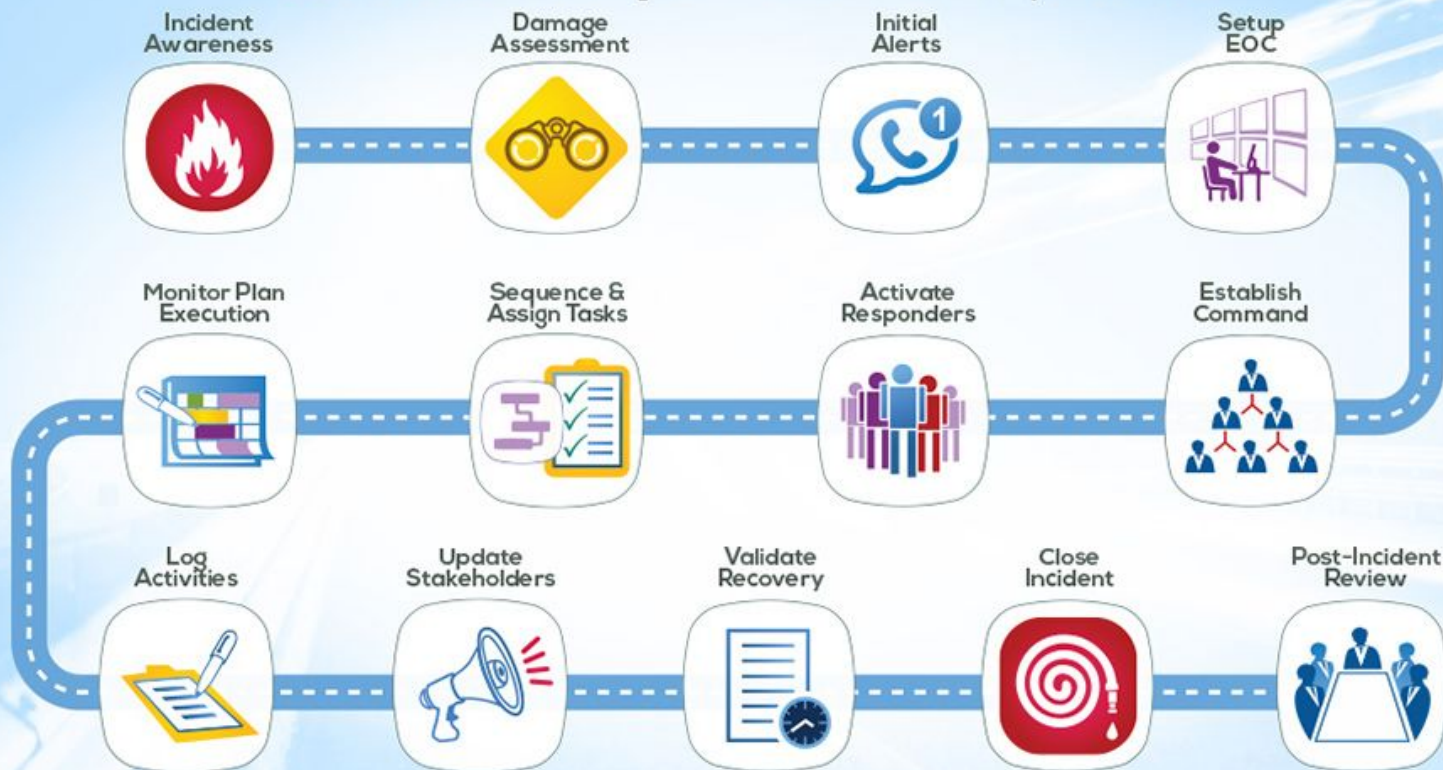 Incident
Awareness
Damage
Assessment
Initial
Alerts
Setup
EOC
1
Monitor Plan
Execution
Sequence &
Assign Tasks
Activate
Responders
Establish
Command
Log
Activities
Update
Stakeholders
Validate
Recovery
Close
Incident
Post-Incident
Review